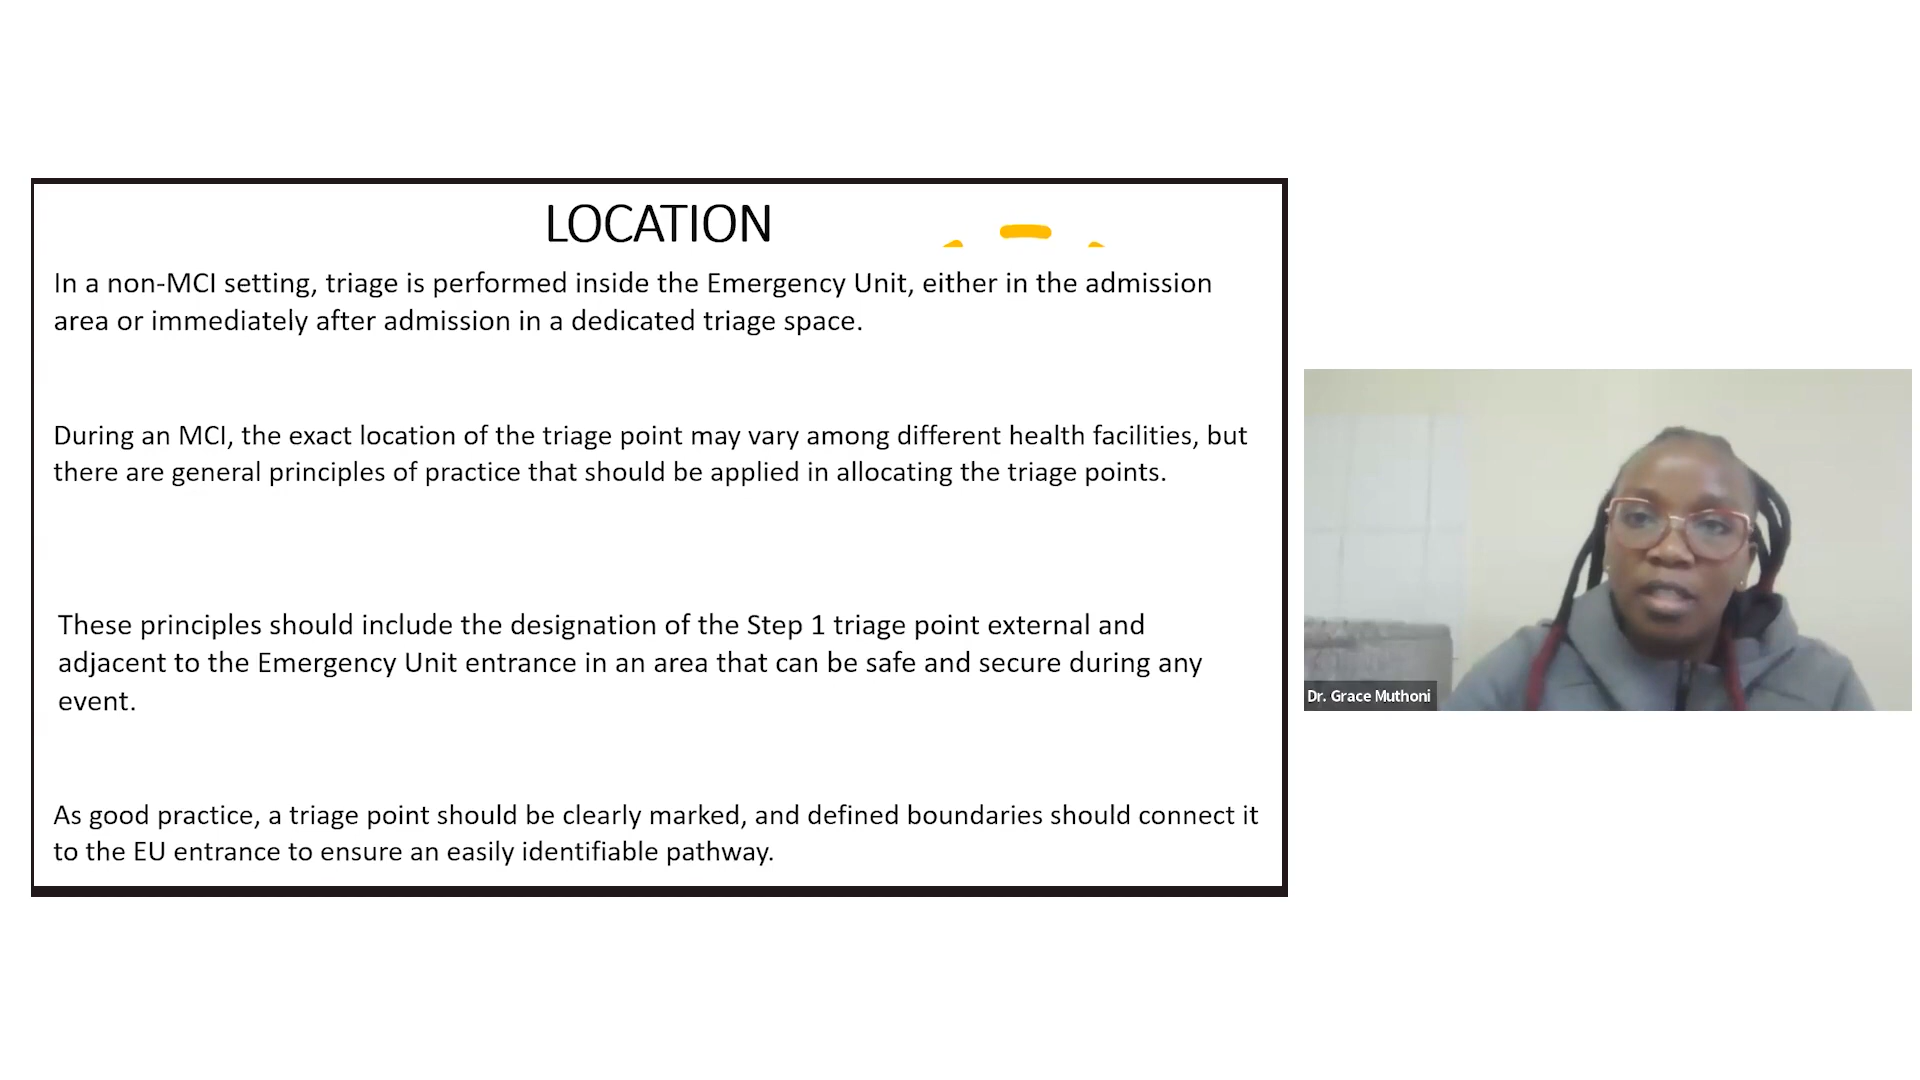 LOCATION
In a non-MCI setting, triage is performed inside the Emergency Unit, either in the admission
area or immediately after admission in a dedicated triage space.
During an MCI, the exact location of the triage point may vary among different health facilities, but
there are general principles of practice that should be applied in allocating the triage points.
These principles should include the designation of the Step 1 triage point external and
adjacent to the Emergency Unit entrance in an area that can be safe and secure during any
event.
As good practice, a triage point should be clearly marked, and defined boundaries should connect it
to the EU entrance to ensure an easily identifiable pathway.
Dr. Grace Muthoni